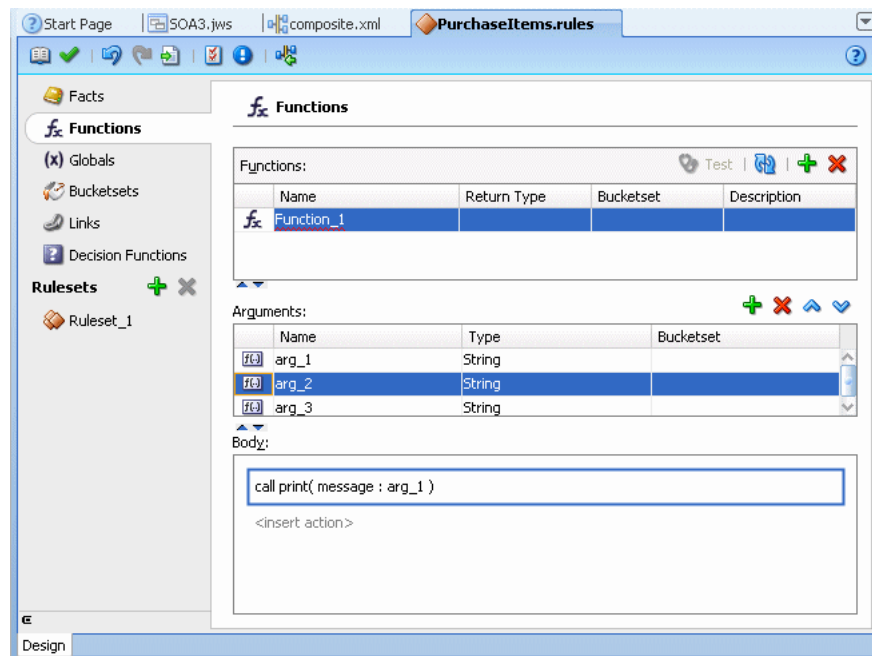 Start Page SOA3.jws composite.xml PurchaseItems.rules
Facts
fx Functions
Functions
(x) Globals
Functions: Test
Bucketsets
Name Return Type Bucketset Description
Links
fx Function_1
Decision Functions
Rulesets
Arguments:
Ruleset_1
Name Type Bucketset
f(.) arg_1 String
f(.) arg_2 String
f(.) arg_3 String
Body:
call print( message : arg_1 )
<insert action>
Design